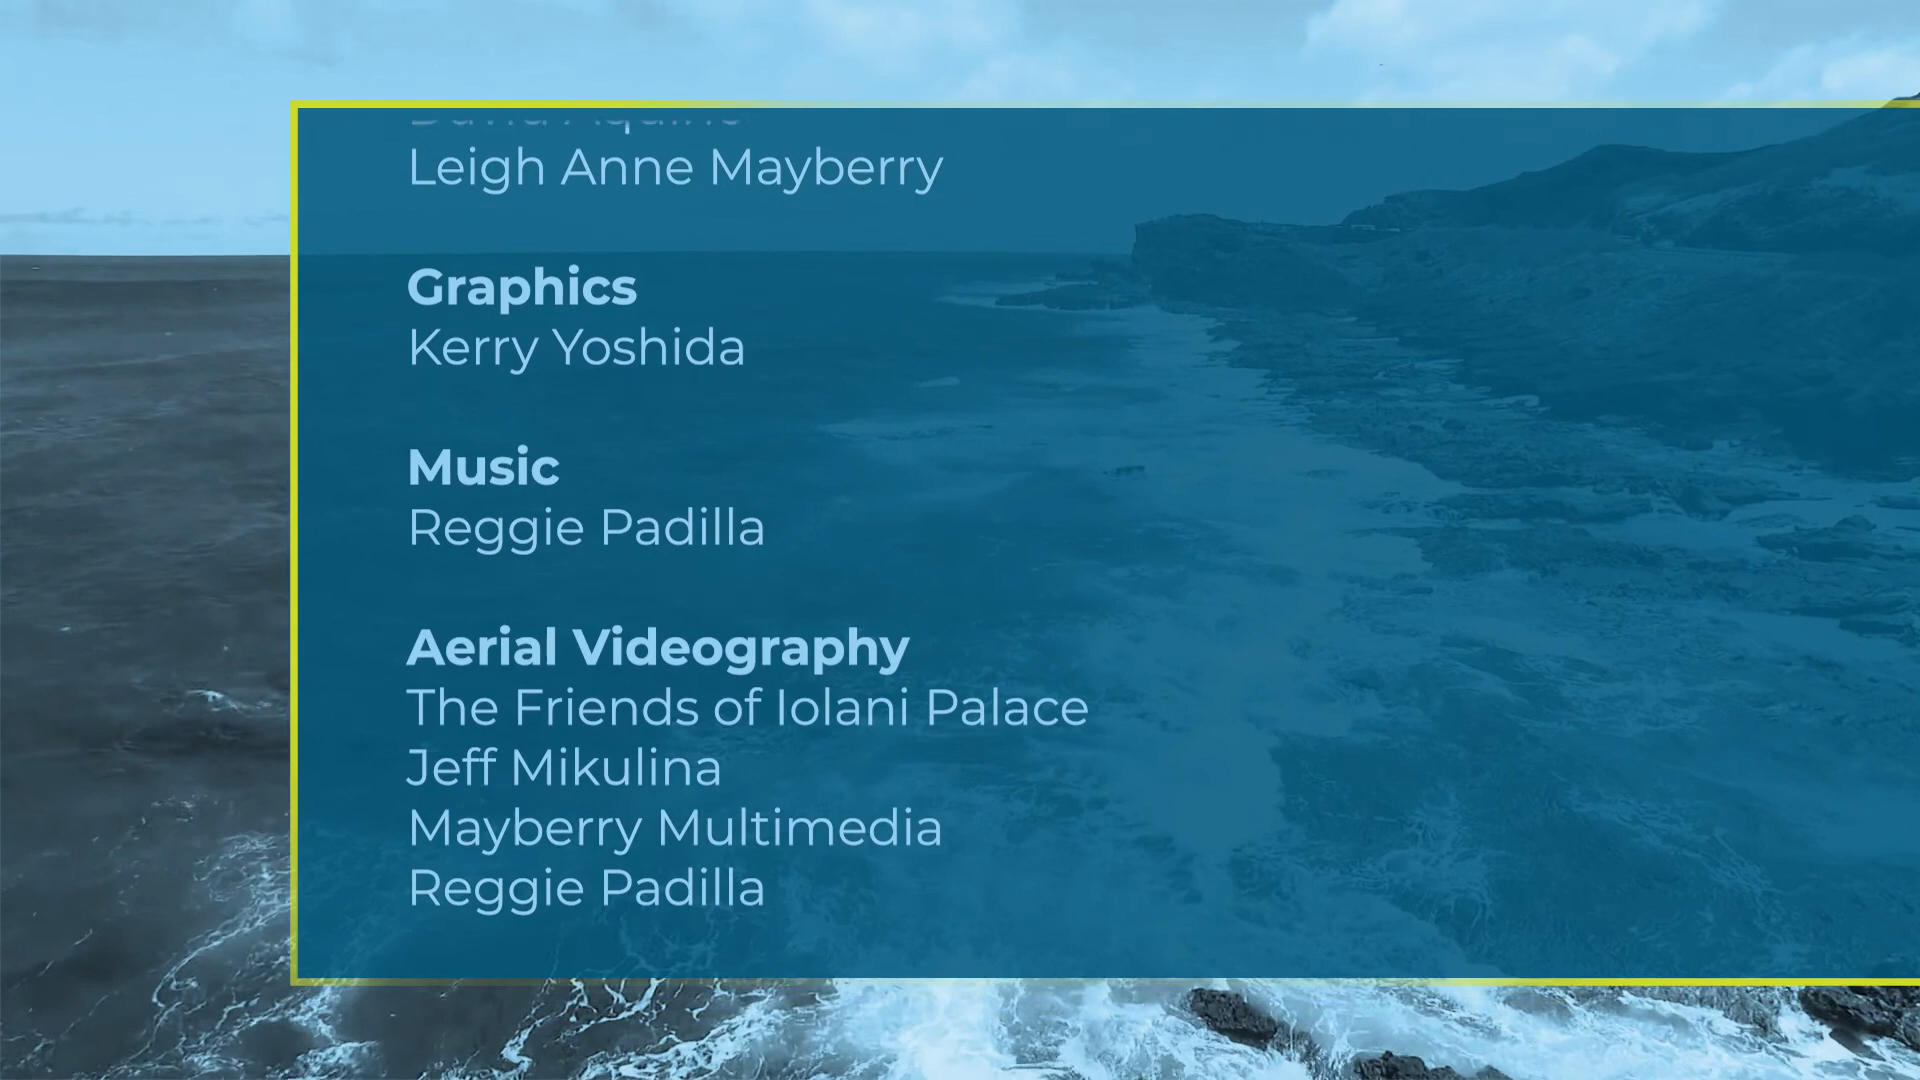 Leigh Anne Mayberry
Graphics
Kerry Yoshida
Music
Reggie Padilla
Aerial Videography
The Friends of Iolani Palace
Jeff Mikulina
Mayberry Multimedia
Reggie Padilla